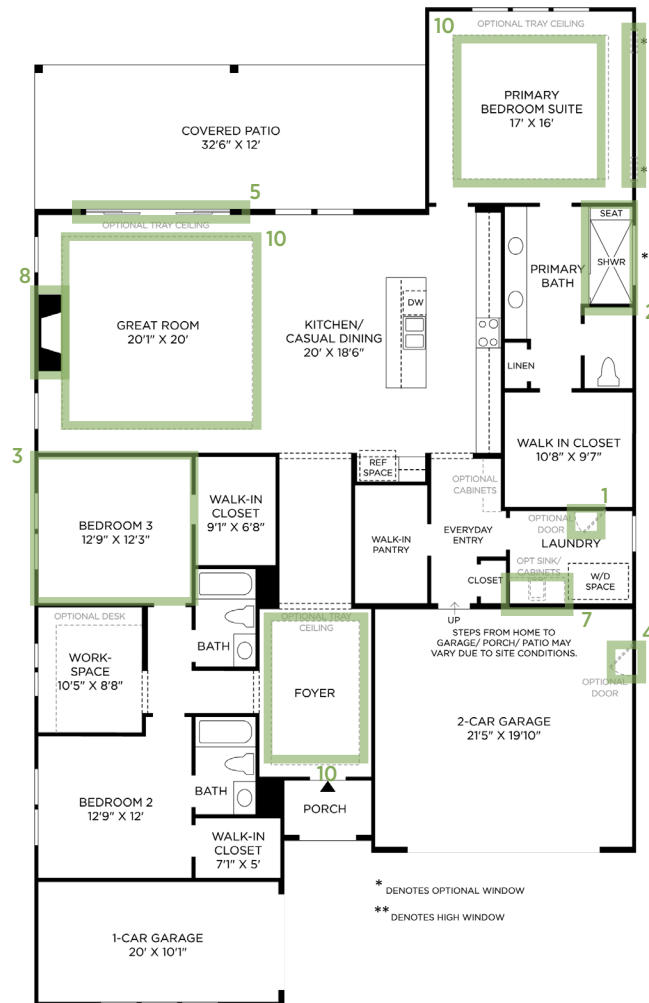 10
OPTIONAL TRAY CEILING
*
PRIMARY
BEDROOM SUITE
17' X 16'
COVERED PATIO
32'6" X 12'
*
5
OPTIONAL TRAY CEILING
10
SEAT
SHWR
*
PRIMARY
BATH
8
DW
GREAT ROOM
20'1" X 20'
KITCHEN/
CASUAL DINING
20' X 18'6"
2
LINEN
3
WALK IN CLOSET
10'8" X 9'7"
REF
SPACE
OPTIONAL
CABINETS
WALK-IN
CLOSET
9'1" X 6'8"
1
BEDROOM 3
12'9" X 12'3"
WALK-IN
PANTRY
EVERYDAY
ENTRY
OPTIONAL
DOOR
LAUNDRY
OPT SINK/
CABINETS
CLOSET
W/D
SPACE
7
OPTIONAL DESK
OPTIONAL TRAY
CEILING
UP
STEPS FROM HOME TO
GARAGE/ PORCH/ PATIO MAY
VARY DUE TO SITE CONDITIONS.
4
BATH
WORK-
SPACE
10'5" X 8'8"
FOYER
OPTIONAL
DOOR
2-CAR GARAGE
21'5" X 19'10"
10
BATH
BEDROOM 2
12'9" X 12'
PORCH
WALK-IN
CLOSET
7'1" X 5'
* DENOTES OPTIONAL WINDOW
** DENOTES HIGH WINDOW
1-CAR GARAGE
20' X 10'1"